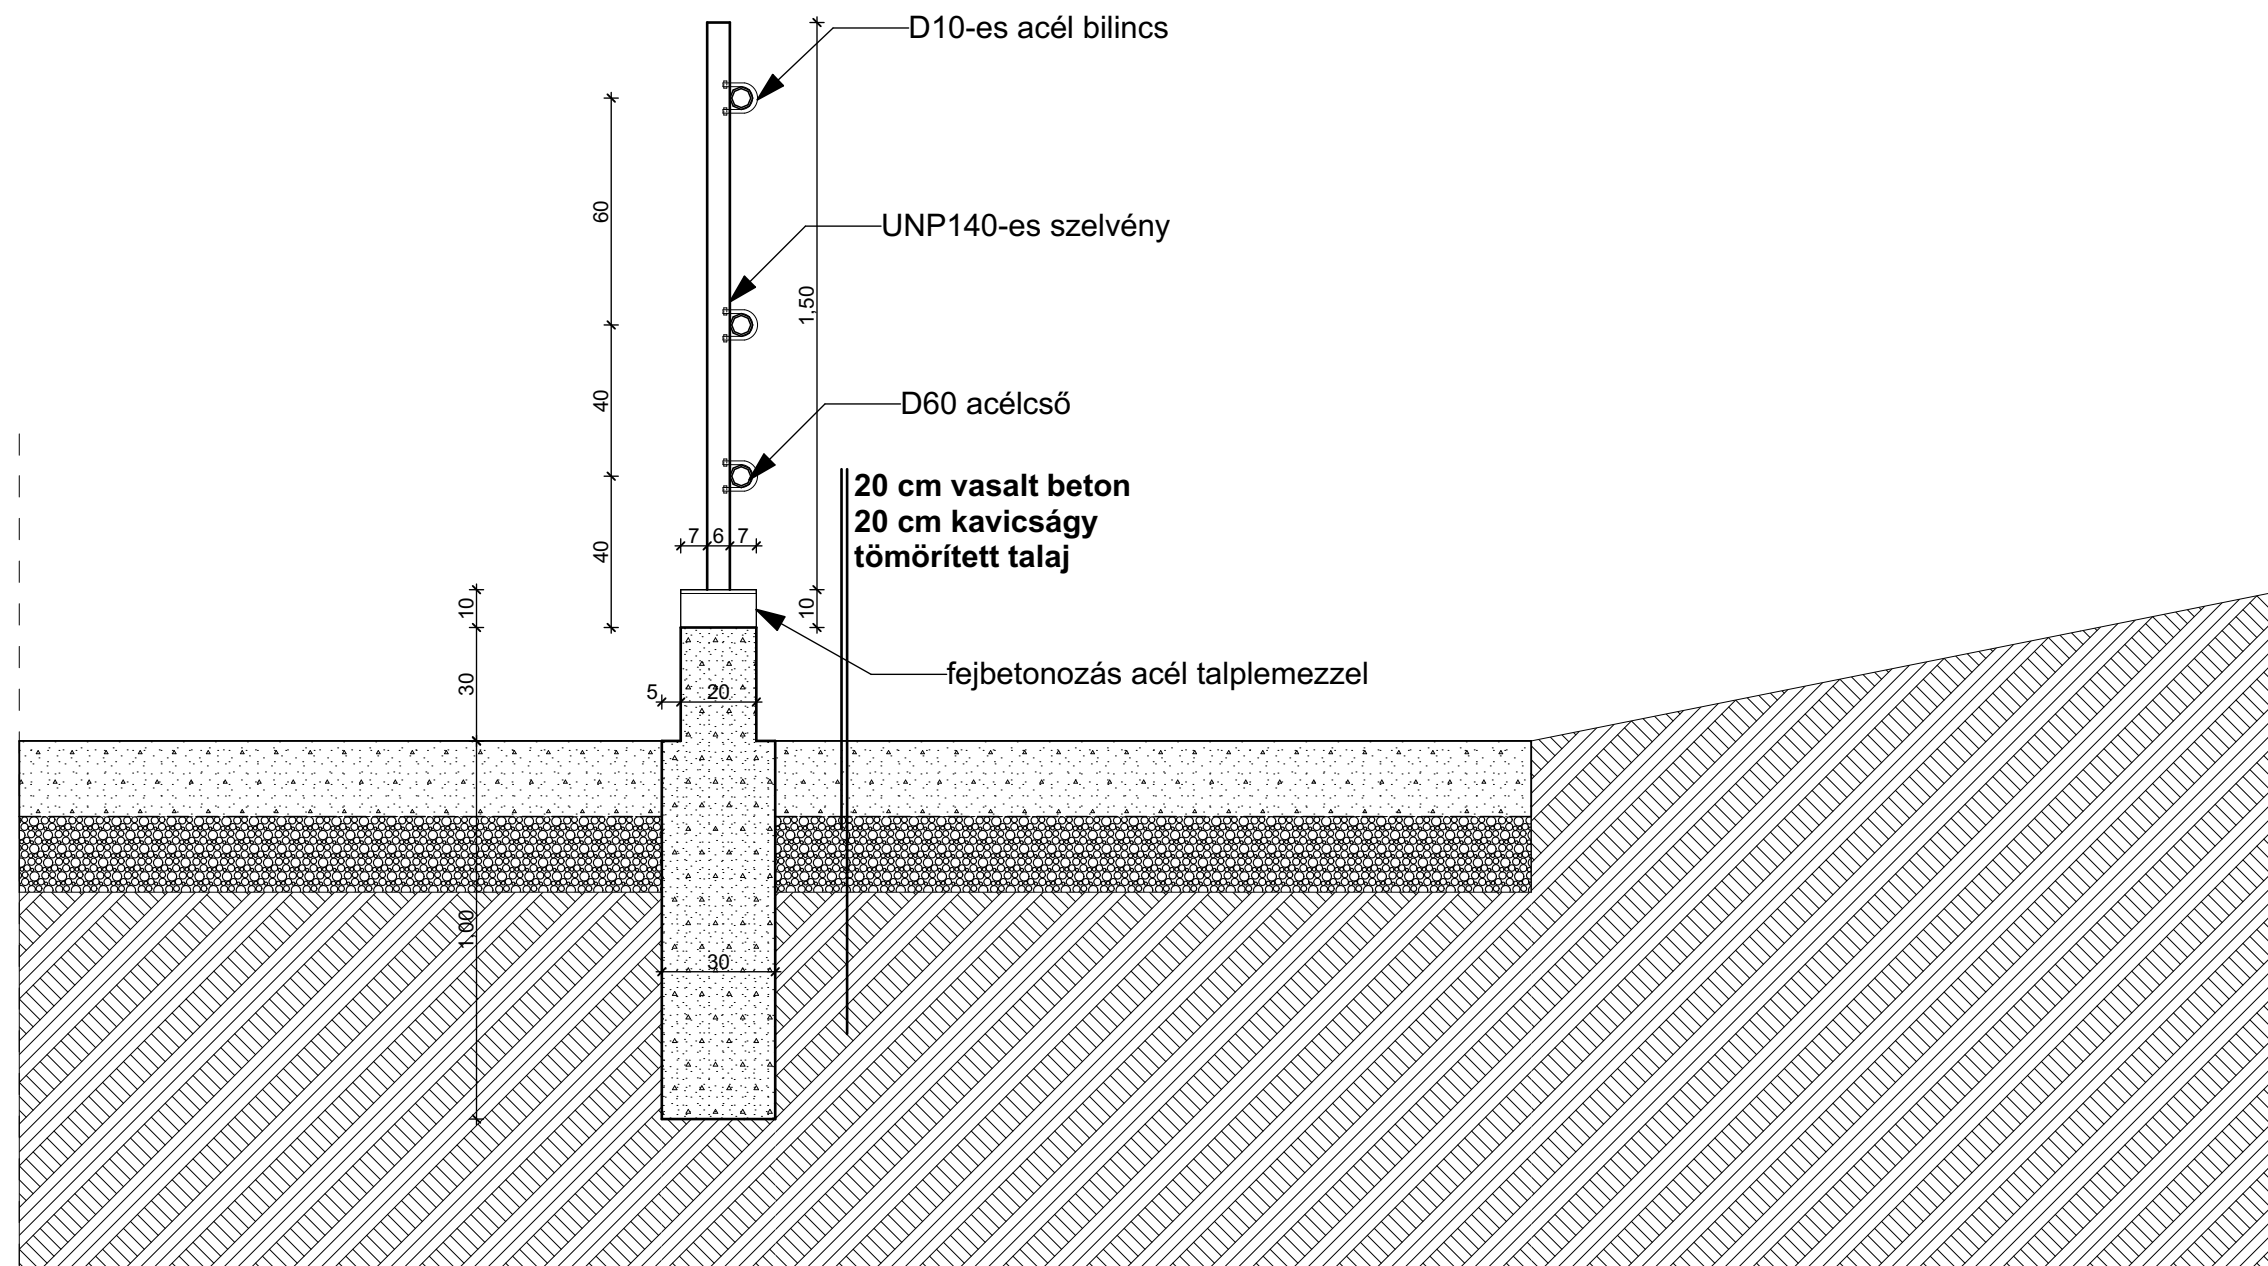 D10-es acél bilincs
60
UNP140-es szelvény
1,50
40
D60 acélcső
20 cm vasalt beton
20 cm kavicságy
tömörített talaj
7 6 7
40
10
10
fejbetonozás acél talplemezzel
30
5 20
1,00
30